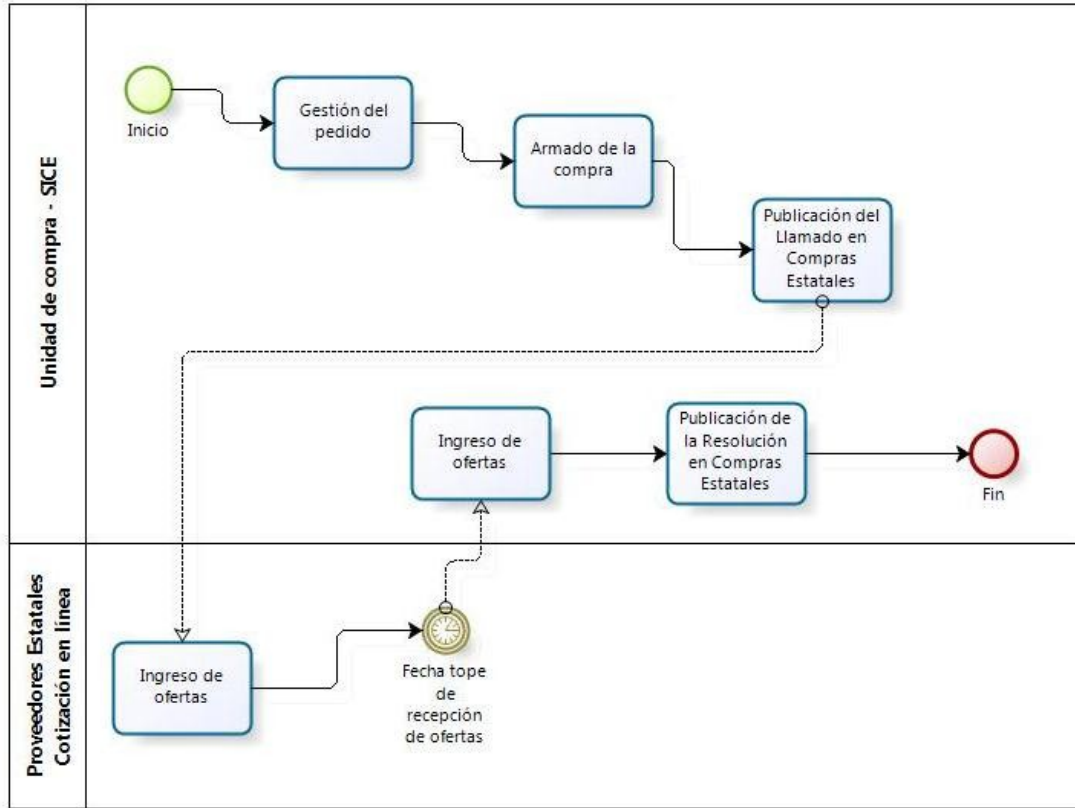 Unidad de compra - SICE
Inicio
Gestión del
pedido
Armado de la
compra
Publicación del
Llamado en
Compras
Estatales
Ingreso de
ofertas
Publicación de
la Resolución
en Compras
Estatales
Fin
Proveedores Estatales
Cotización en línea
Ingreso de
ofertas
Fecha tope
de
recepción
de ofertas